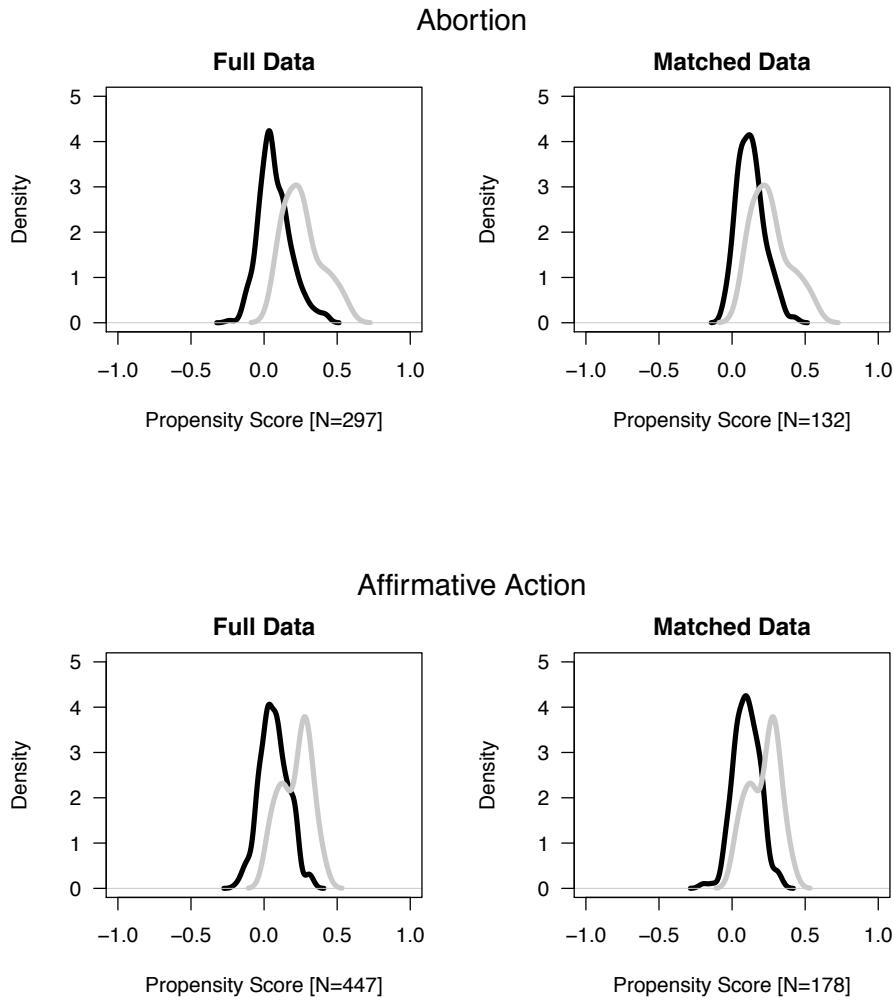 Abortion
Full Data
Matched Data
Density
5
4
3
2
1
0
−1.0 −0.5 0.0 0.5 1.0
Propensity Score [N=297]
Density
5
4
3
2
1
0
−1.0 −0.5 0.0 0.5 1.0
Propensity Score [N=132]
Affirmative Action
Full Data
Matched Data
Density
5
4
3
2
1
0
−1.0 −0.5 0.0 0.5 1.0
Propensity Score [N=447]
Density
5
4
3
2
1
0
−1.0 −0.5 0.0 0.5 1.0
Propensity Score [N=178]